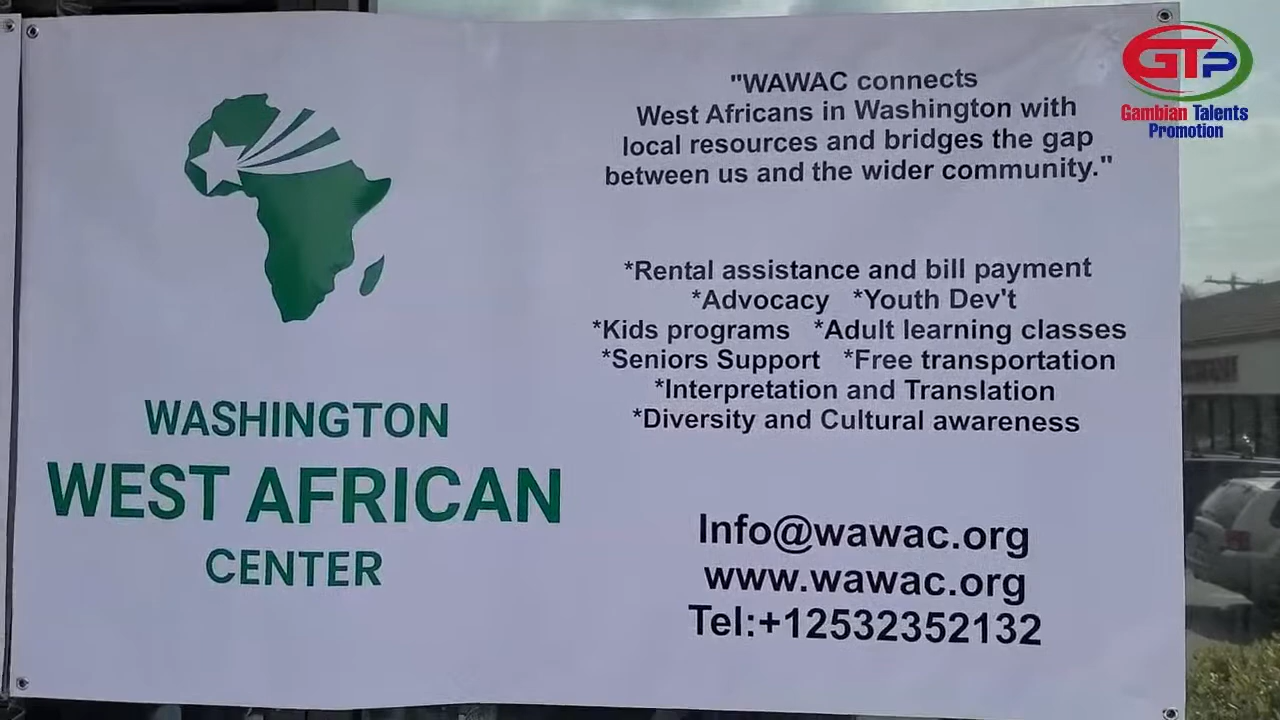 WASHINGTON
WEST AFRICAN
CENTER
"WAWAC connects
West Africans in Washington with
local resources and bridges the gap
between us and the wider community."
*Rental assistance and bill payment
*Advocacy *Youth Dev't
*Kids programs *Adult learning classes
*Seniors Support *Free transportation
*Interpretation and Translation
*Diversity and Cultural awareness
Info@wawac.org
www.wawac.org
Tel:+12532352132
GTP
Gambian Talents
Promotion